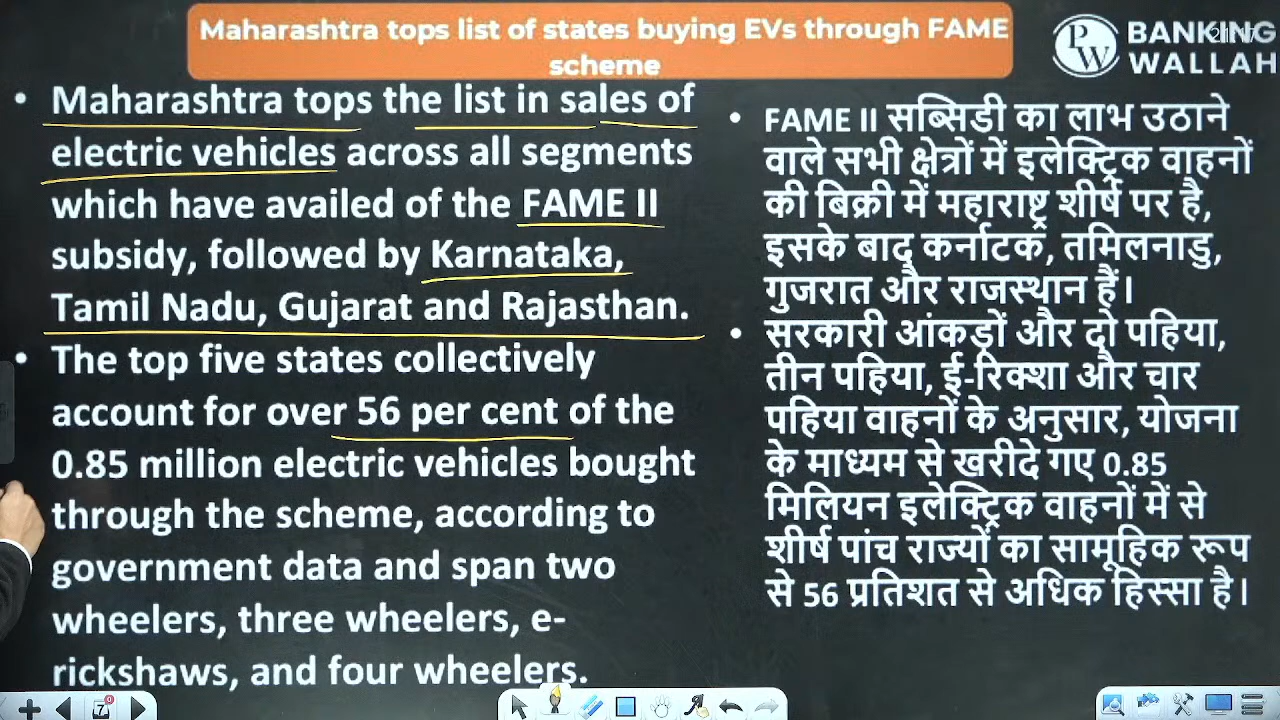 Maharashtra tops list of states buying EVs through FAME
scheme
PW
BANKING
WALLAH
• Maharashtra tops the list in sales of
electric vehicles across all segments
which have availed of the FAME II
subsidy, followed by Karnataka,
Tamil Nadu, Gujarat and Rajasthan.
• The top five states collectively
account for over 56 per cent of the
0.85 million electric vehicles bought
through the scheme, according to
government data and span two
wheelers, three wheelers, e-
rickshaws, and four wheelers.
• FAME II सब्सिडी का लाभ उठाने
वाले सभी क्षेत्रों में इलेक्ट्रिक वाहनों
की बिक्री में महाराष्ट्र शीर्ष पर है,
इसके बाद कर्नाटक, तमिलनाडु,
गुजरात और राजस्थान हैं।
• सरकारी आंकड़ों और दो पहिया,
तीन पहिया, ई-रिक्शा और चार
पहिया वाहनों के अनुसार, योजना
के माध्यम से खरीदे गए 0.85
मिलियन इलेक्ट्रिक वाहनों में से
शीर्ष पांच राज्यों का सामूहिक रूप
से 56 प्रतिशत से अधिक हिस्सा है।